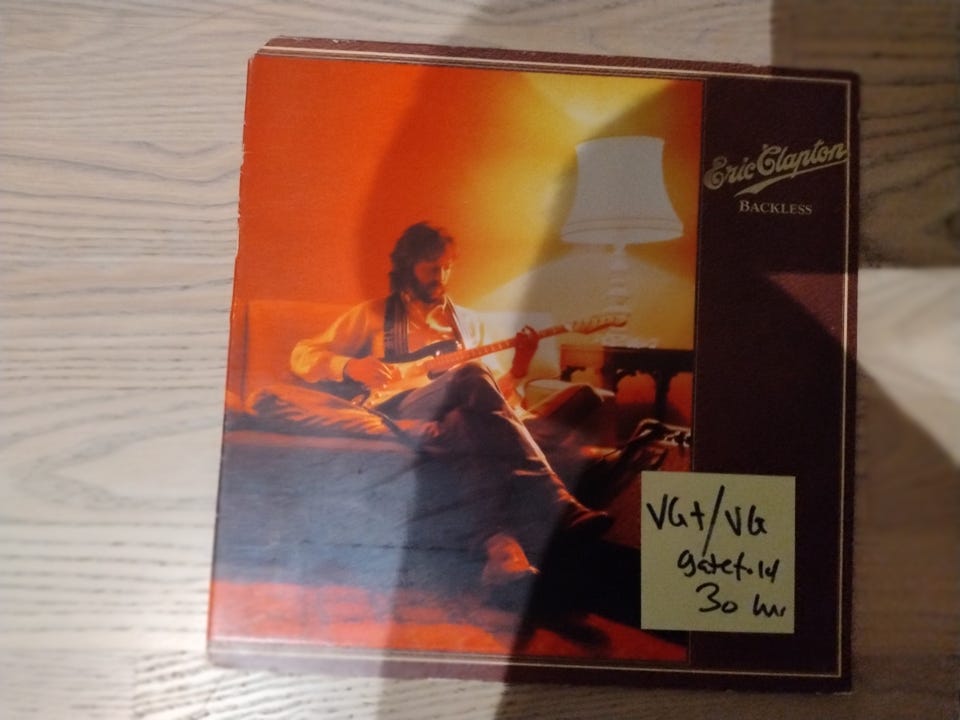 Eric Clapton
BACKLESS
VG+/VG
gatefold
30 kr